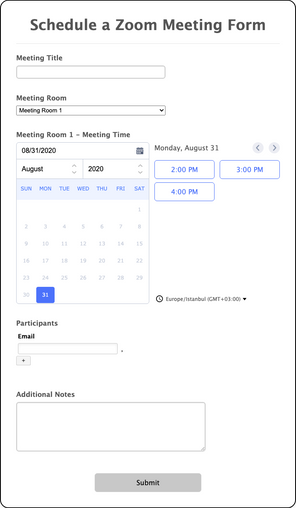 Schedule a Zoom Meeting Form
Meeting Title
Meeting Room
Meeting Room 1
Meeting Room 1 - Meeting Time
08/31/2020
August 2020
SUN MON TUE WED THU FRI SAT
1
2 3 4 5 6 7 8
9 10 11 12 13 14 15
16 17 18 19 20 21 22
23 24 25 26 27 28 29
30 31
Monday, August 31
2:00 PM 3:00 PM
4:00 PM
Europe/Istanbul (GMT+03:00)
Participants
Email
+
Additional Notes
Submit